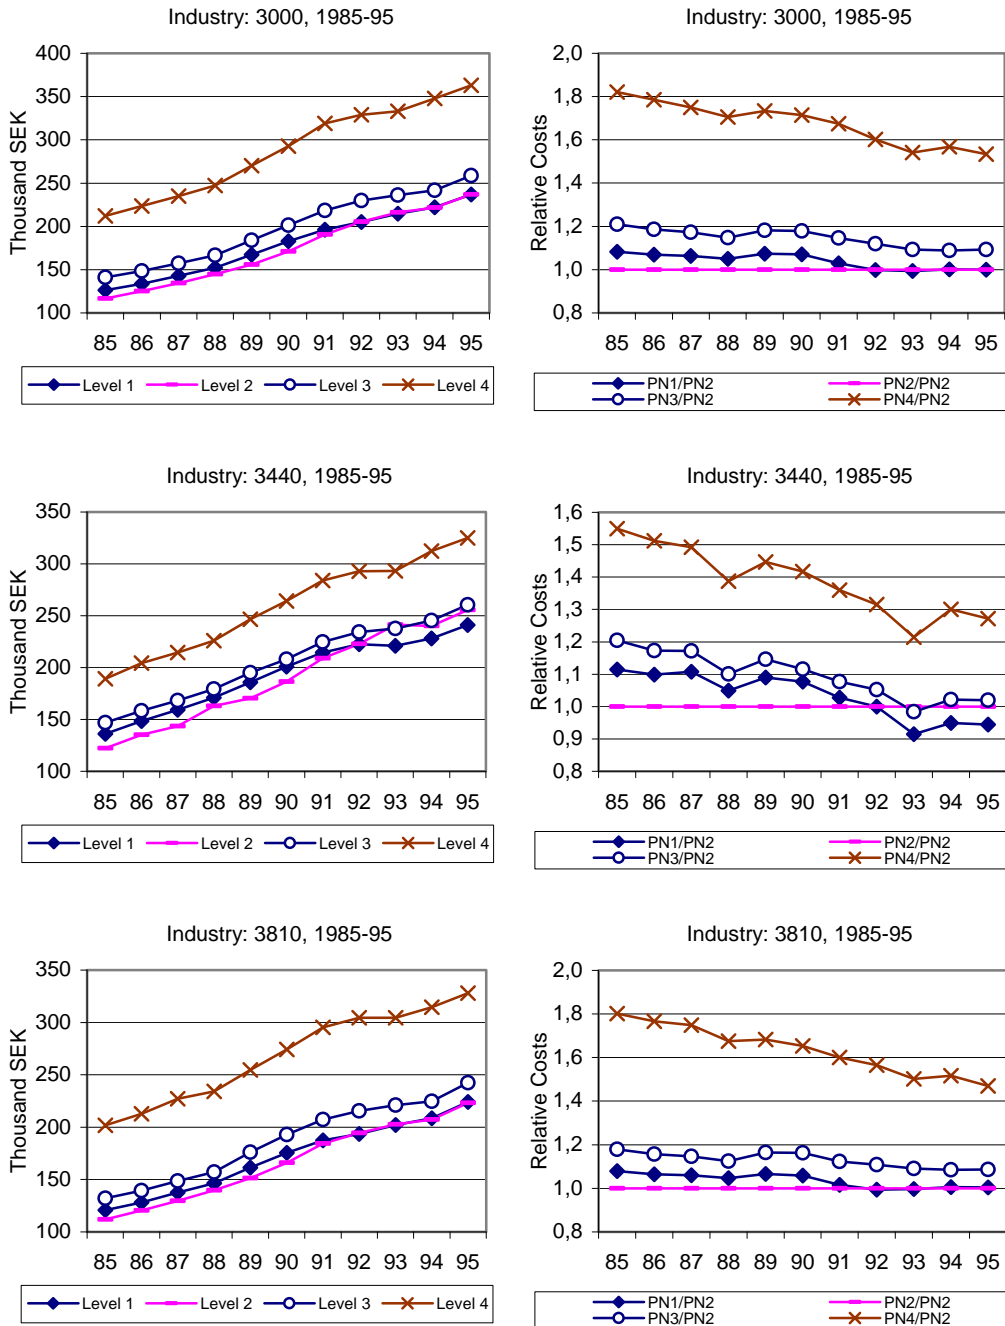 Industry: 3000, 1985-95
Thousand SEK
400
350
300
250
200
150
100
85 86 87 88 89 90 91 92 93 94 95
Level 1 Level 2 Level 3 Level 4
Industry: 3000, 1985-95
Relative Costs
2,0
1,8
1,6
1,4
1,2
1,0
0,8
85 86 87 88 89 90 91 92 93 94 95
PN1/PN2 PN2/PN2
PN3/PN2 PN4/PN2
Industry: 3440, 1985-95
Thousand SEK
350
300
250
200
150
100
85 86 87 88 89 90 91 92 93 94 95
Level 1 Level 2 Level 3 Level 4
Industry: 3440, 1985-95
Relative Costs
1,6
1,5
1,4
1,3
1,2
1,1
1,0
0,9
0,8
85 86 87 88 89 90 91 92 93 94 95
PN1/PN2 PN2/PN2
PN3/PN2 PN4/PN2
Industry: 3810, 1985-95
Thousand SEK
350
300
250
200
150
100
85 86 87 88 89 90 91 92 93 94 95
Level 1 Level 2 Level 3 Level 4
Industry: 3810, 1985-95
Relative Costs
2,0
1,8
1,6
1,4
1,2
1,0
0,8
85 86 87 88 89 90 91 92 93 94 95
PN1/PN2 PN2/PN2
PN3/PN2 PN4/PN2